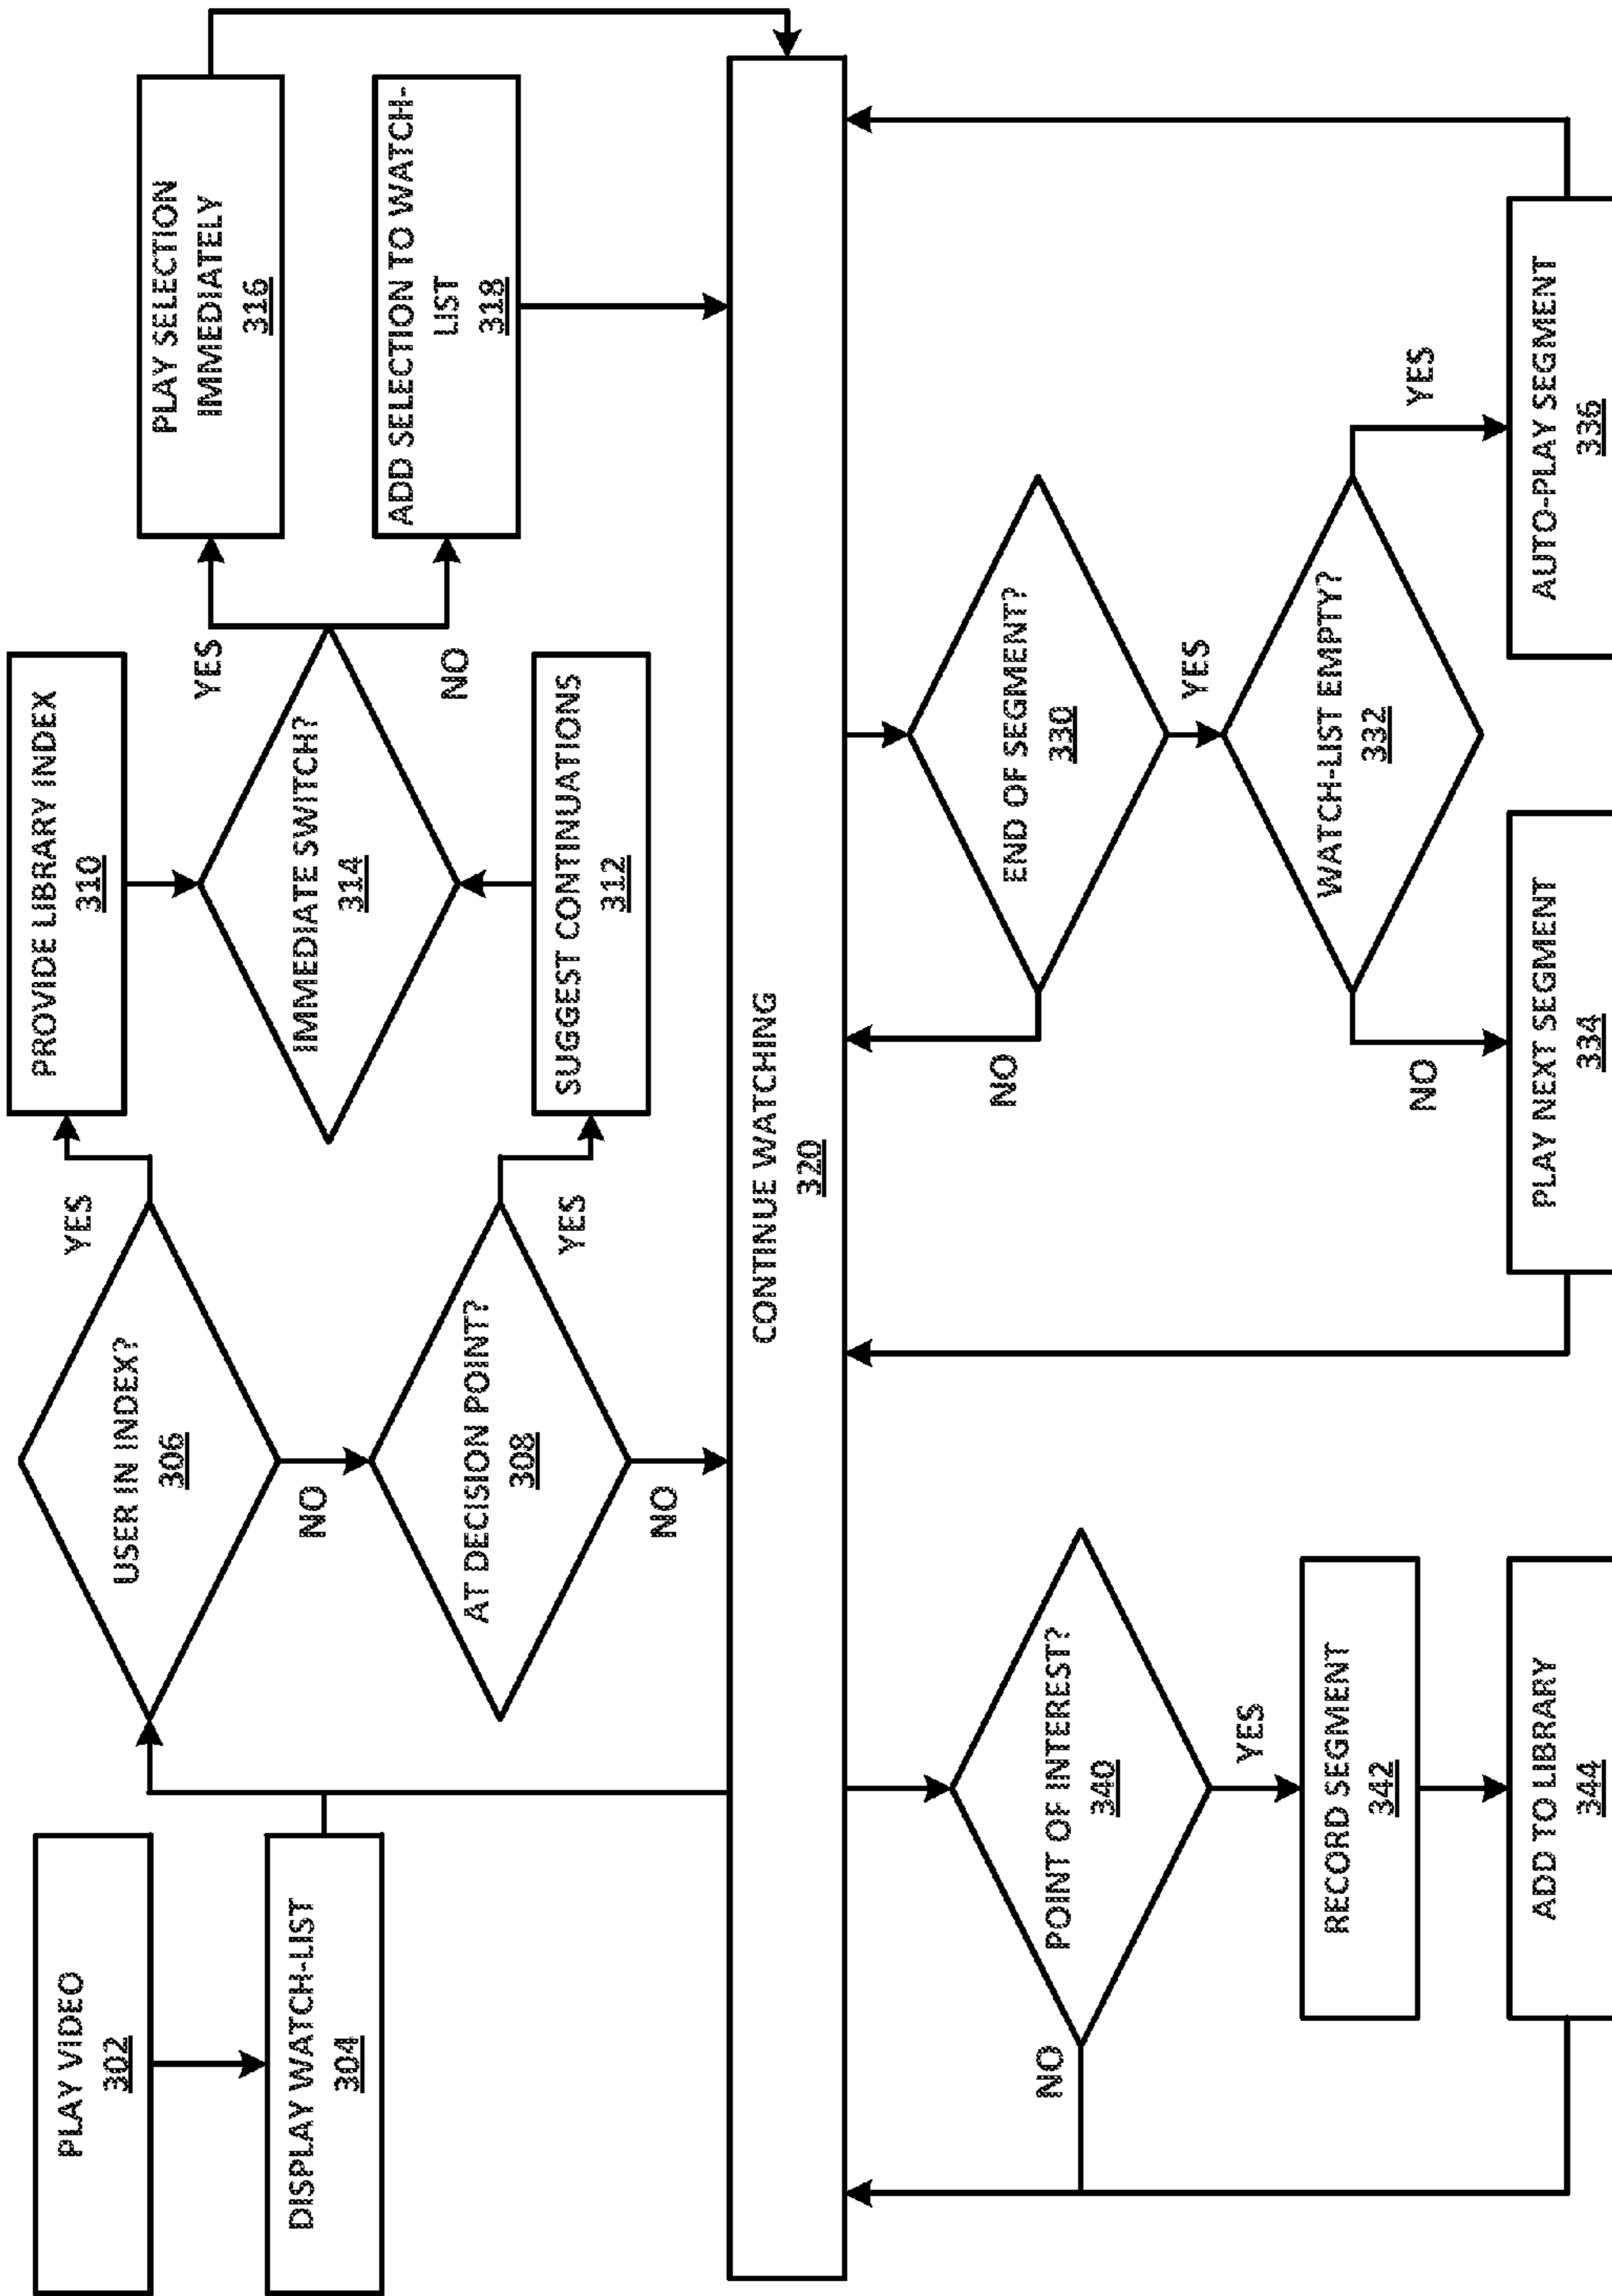 PLAY VIDEO
302
DISPLAY WATCH-LIST
304
USER IN INDEX?
306
YES
NO
AT DECISION POINT?
308
YES
NO
PROVIDE LIBRARY INDEX
310
IMMEDIATE SWITCH?
314
SUGGEST CONTINUATIONS
312
YES
NO
PLAY SELECTION
IMMEDIATELY
316
ADD SELECTION TO WATCH-
LIST
318
CONTINUE WATCHING
320
POINT OF INTEREST?
340
NO
YES
RECORD SEGMENT
342
ADD TO LIBRARY
344
END OF SEGMENT?
330
NO
YES
WATCH-LIST EMPTY?
332
NO
YES
PLAY NEXT SEGMENT
334
AUTO-PLAY SEGMENT
336